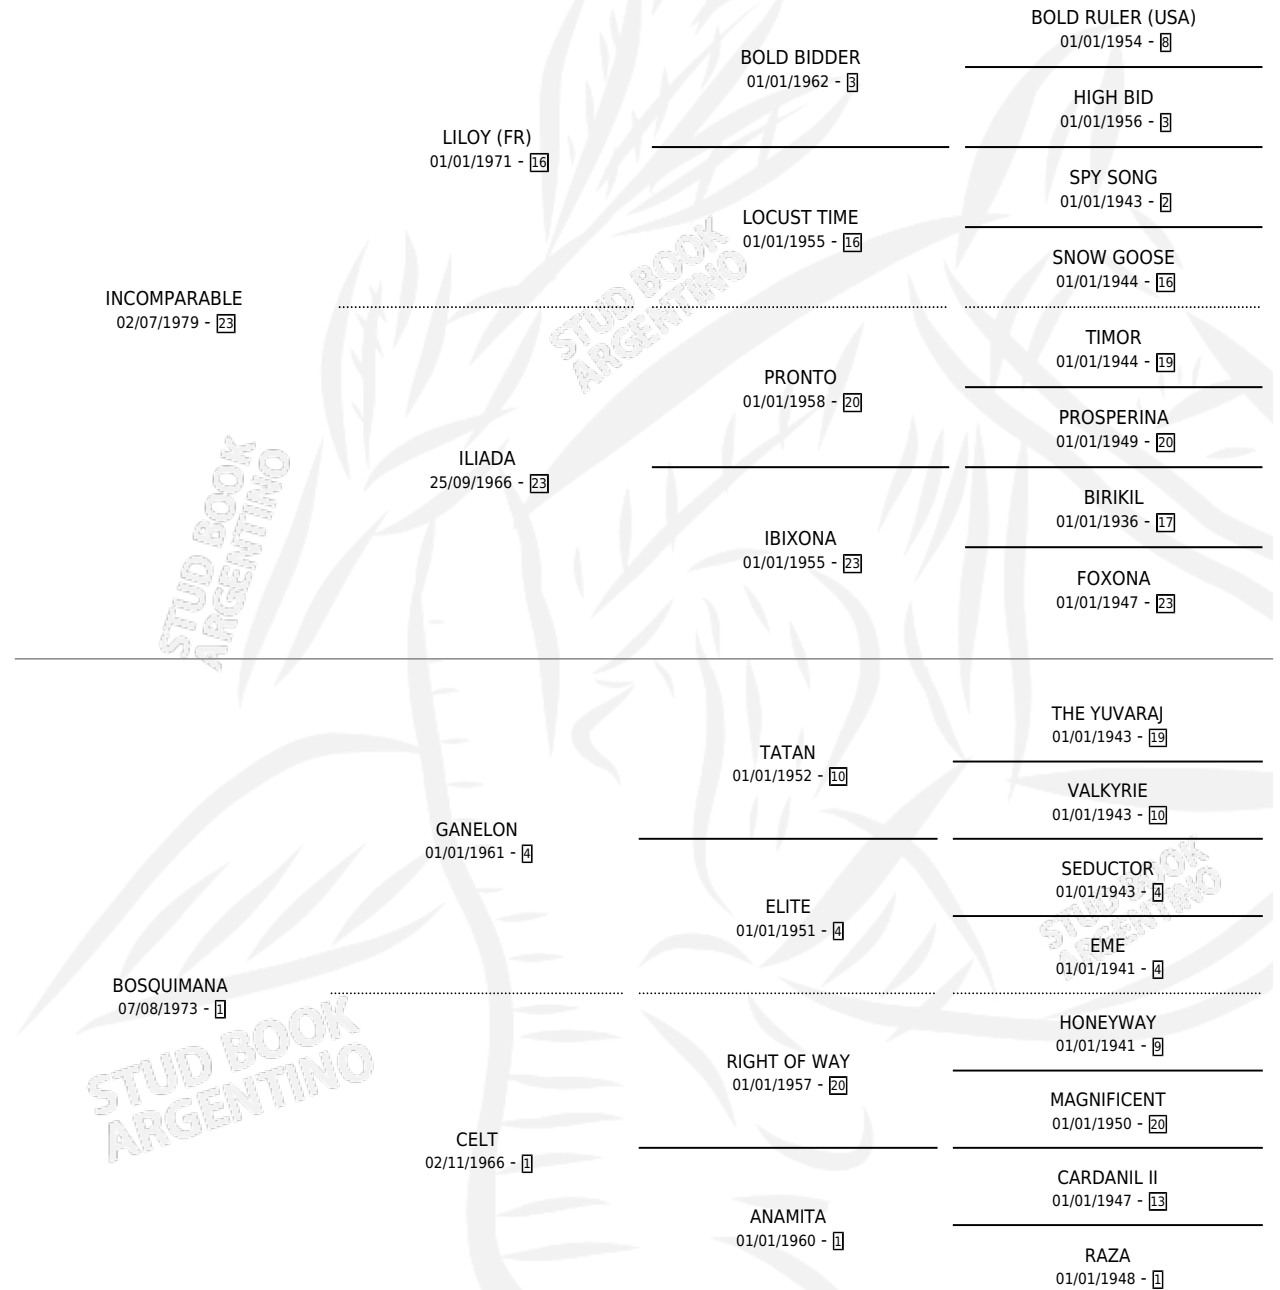 BOLD RULER (USA)
01/01/1954 - 8
BOLD BIDDER
01/01/1962 - 3
HIGH BID
01/01/1956 - 3
LILOY (FR)
01/01/1971 - 16
SPY SONG
01/01/1943 - 2
LOCUST TIME
01/01/1955 - 16
SNOW GOOSE
01/01/1944 - 16
INCOMPARABLE
02/07/1979 - 23
STUD BOOK
ARGENTINO
TIMOR
01/01/1944 - 19
PRONTO
01/01/1958 - 20
PROSPERINA
01/01/1949 - 20
ILIADA
25/09/1966 - 23
BIRIKIL
01/01/1936 - 17
IBIXONA
01/01/1955 - 23
FOXONA
01/01/1947 - 23
STUD BOOK
ARGENTINO
THE YUVARAJ
01/01/1943 - 19
TATAN
01/01/1952 - 10
VALKYRIE
01/01/1943 - 10
GANELON
01/01/1961 - 4
SEDUCTOR
01/01/1943 - 4
ELITE
01/01/1951 - 4
EME
01/01/1941 - 4
STUD BOOK
ARGENTINO
BOSQUIMANA
07/08/1973 - 1
HONEYWAY
01/01/1941 - 9
RIGHT OF WAY
01/01/1957 - 20
MAGNIFICENT
01/01/1950 - 20
STUD BOOK
ARGENTINO
CELT
02/11/1966 - 1
CARDANIL II
01/01/1947 - 13
ANAMITA
01/01/1960 - 1
RAZA
01/01/1948 - 1